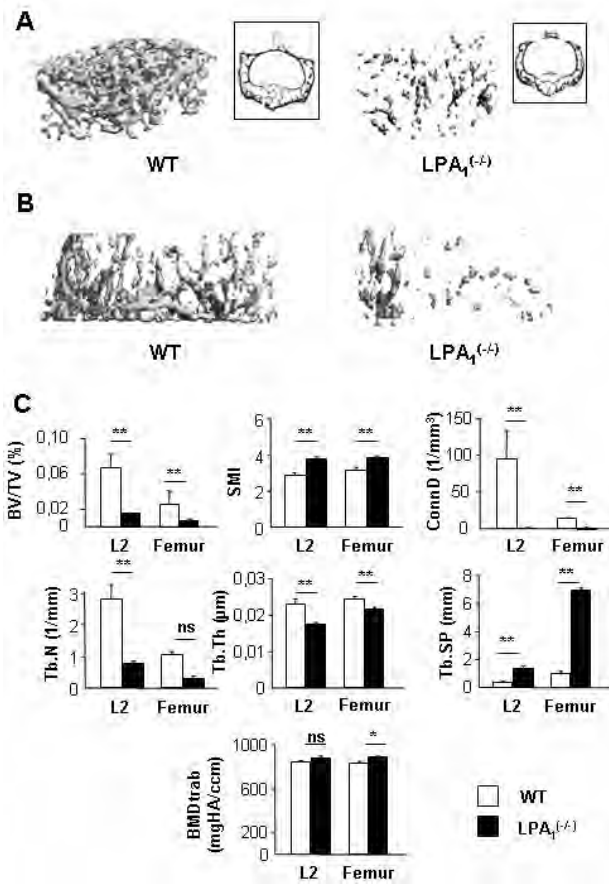 A
WT
LPA₁(-/-)
B
WT
LPA₁(-/-)
C
BV/TV (%)
0,10
0,06
0,02
0
**
**
L2 Femur
SMI
6
4
2
0
**
**
L2 Femur
ConnD (1/mm³)
150
100
50
0
**
**
L2 Femur
Tb.N (1/mm)
3
2
1
0
**
ns
L2 Femur
Tb.Th (µm)
0,03
0,02
0,01
0
**
**
L2 Femur
Tb.SP (mm)
8
6
4
2
0
**
**
L2 Femur
BMDtrab
(mgHA/ccm)
1000
800
400
0
ns
*
L2 Femur
WT
LPA₁(-/-)